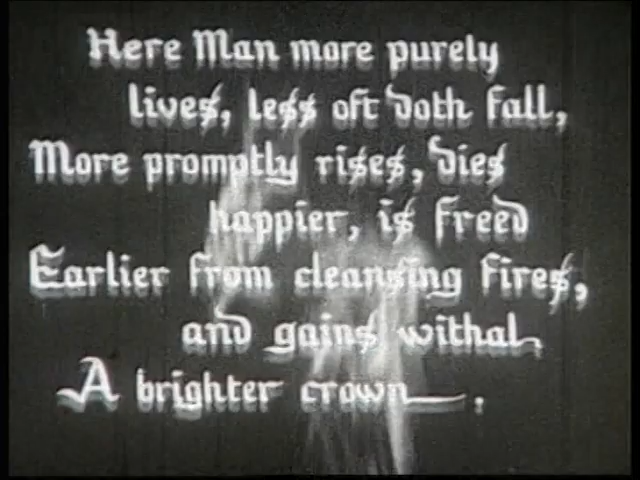 Here Man more purely
lives, less oft doth fall,
More promptly rises, dies
happier, is freed
Earlier from cleansing fires,
and gains withal
A brighter crown—.